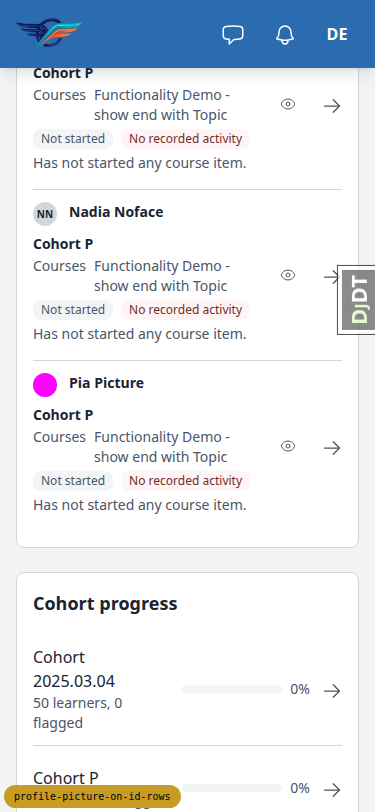 DE
Cohort P
Courses Functionality Demo -
show end with Topic
Not started No recorded activity
Has not started any course item.
NN Nadia Noface
Cohort P
Courses Functionality Demo -
show end with Topic
Not started No recorded activity
Has not started any course item.
DjDT
Pia Picture
Cohort P
Courses Functionality Demo -
show end with Topic
Not started No recorded activity
Has not started any course item.
Cohort progress
Cohort
2025.03.04
50 learners, 0
flagged
0%
Cohort P
0%
profile-picture-on-id-rows